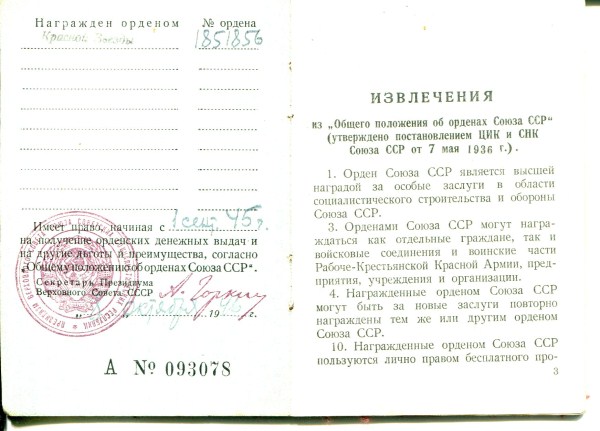 Награжден орденом № ордена
Красной Звезды 1851856
Имеет право, начиная с 1 сент. 45 г.
на получение орденских денежных выдач и
на другие льготы и преимущества, согласно
„Общему положению об орденах Союза ССР“.
Секретарь Президиума
Верховного Совета СССР А. Горкин
октября 19 г.
А № 093078
ИЗВЛЕЧЕНИЯ
из „Общего положения об орденах Союза ССР“
(утверждено постановлением ЦИК и СНК
Союза ССР от 7 мая 1936 г.).
1. Орден Союза ССР является высшей
наградой за особые заслуги в области
социалистического строительства и обороны
Союза ССР.
3. Орденами Союза ССР могут награ-
ждаться как отдельные граждане, так и
войсковые соединения и воинские части
Рабоче-Крестьянской Красной Армии, пред-
приятия, учреждения и организации.
4. Награжденные орденом Союза ССР
могут быть за новые заслуги повторно
награждены тем же или другим орденом
Союза ССР.
10. Награжденные орденом Союза ССР
пользуются лично правом бесплатного про-
3